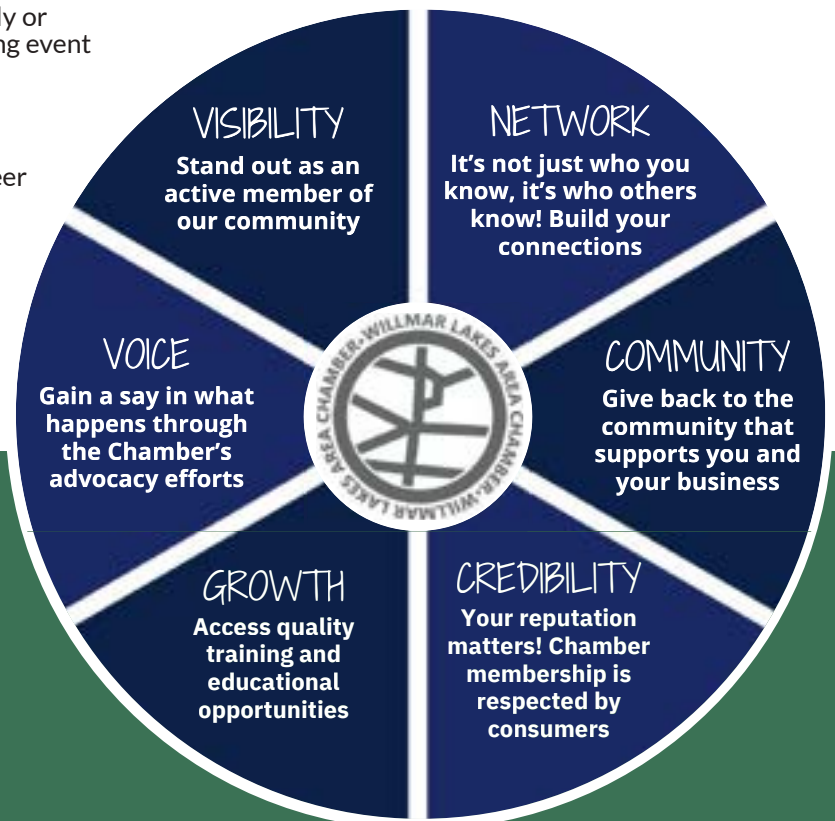 ly or
ng event
eer
VISIBILITY
Stand out as an
active member of
our community
NETWORK
It’s not just who you
know, it’s who others
know! Build your
connections
VOICE
Gain a say in what
happens through
the Chamber’s
advocacy efforts
WILLMAR LAKES AREA CHAMBER•WILLMAR LAKES AREA CHAMBER•
COMMUNITY
Give back to the
community that
supports you and
your business
GROWTH
Access quality
training and
educational
opportunities
CREDIBILITY
Your reputation
matters! Chamber
membership is
respected by
consumers